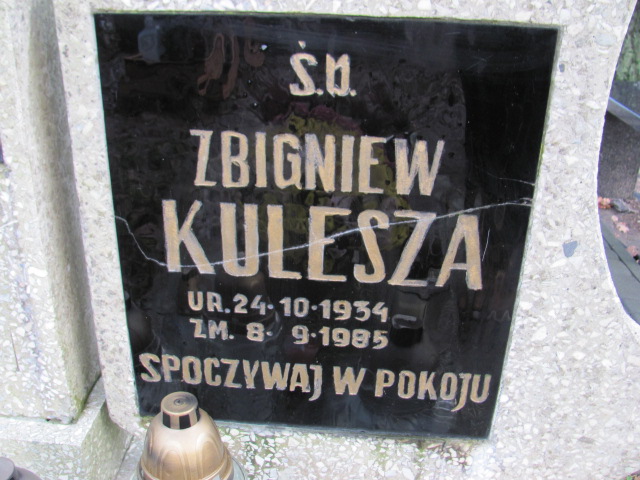 Ś.P.
ZBIGNIEW
KULESZA
UR. 24·10·1934
ZM. 8· 9·1985
SPOCZYWAJ W POKOJU